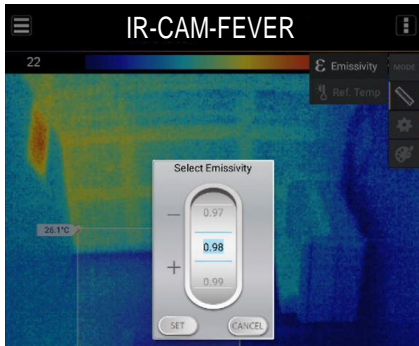 IR-CAM-FEVER
22
ε Emissivity
MODE
Ref. Temp
Select Emissivity
0.97
−
26.1°C
0.98
+
0.99
SET
CANCEL